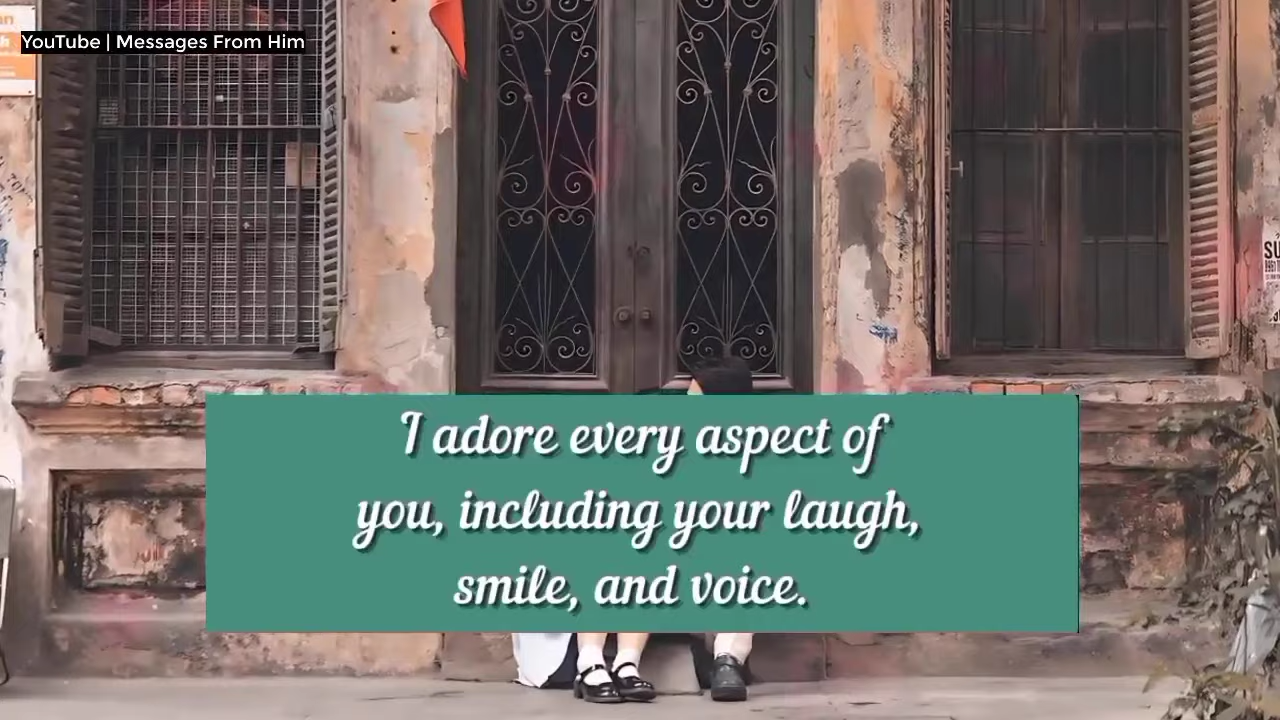 YouTube | Messages From Him
I adore every aspect of
you, including your laugh,
smile, and voice.